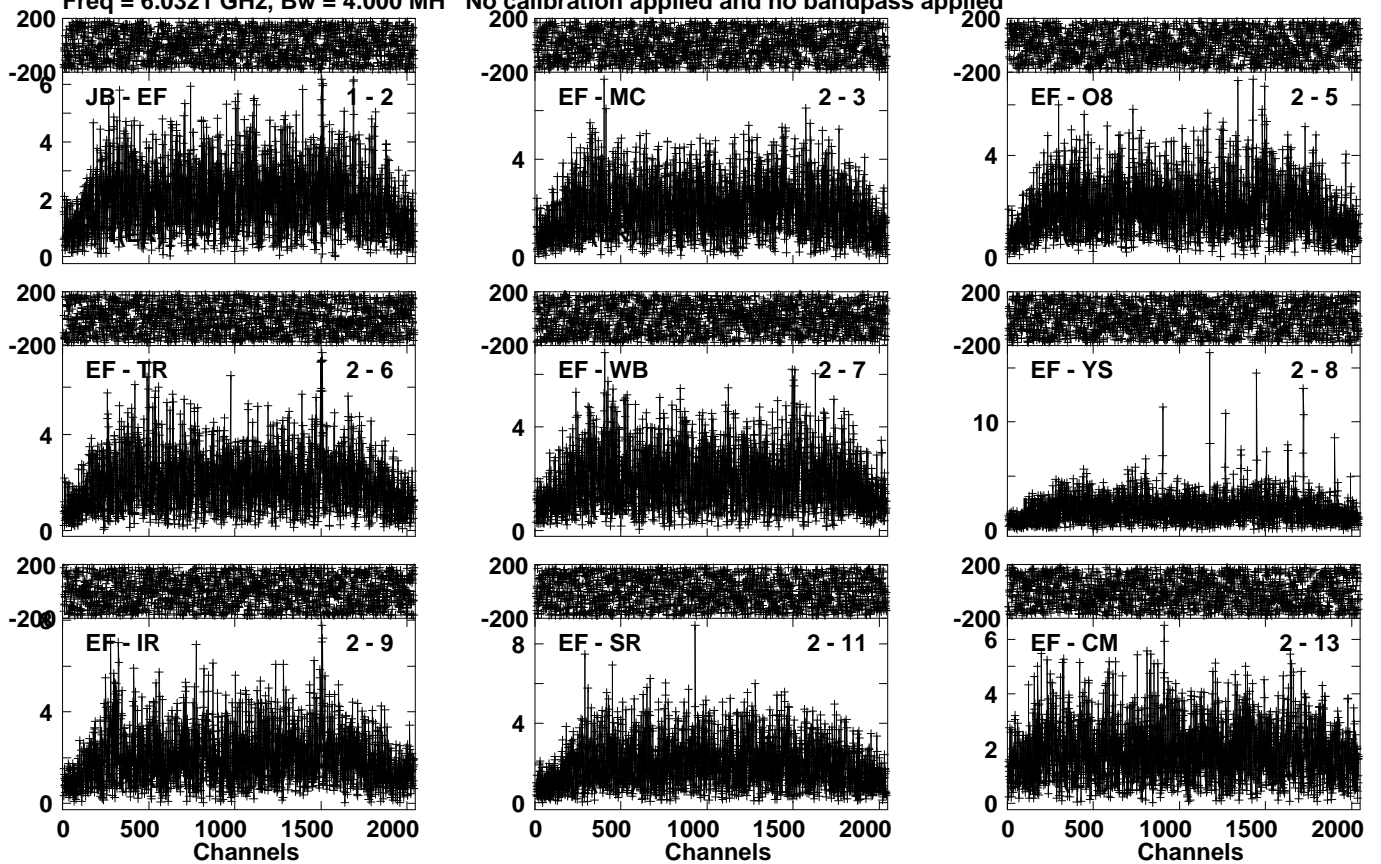 Freq = 6.0321 GHz, Bw = 4.000 MH No calibration applied and no bandpass applied
200 200 200
-200 -200 -200
6
JB - EF 1 - 2 EF - MC 2 - 3 EF - O8 2 - 5
4 4 4
2
0 0 0
200 200 200
-200 -200 -200
EF - TR 2 - 6 EF - WB 2 - 7 EF - YS 2 - 8
4 4 10
0 0 0
200 200 200
-200 -200 -200
8
EF - IR 2 - 9 EF - SR 2 - 11 EF - CM 2 - 13
8 6
4 4 4
2
0 0 0
0 500 1000 1500 2000 0 500 1000 1500 2000 0 500 1000 1500 2000
Channels Channels Channels